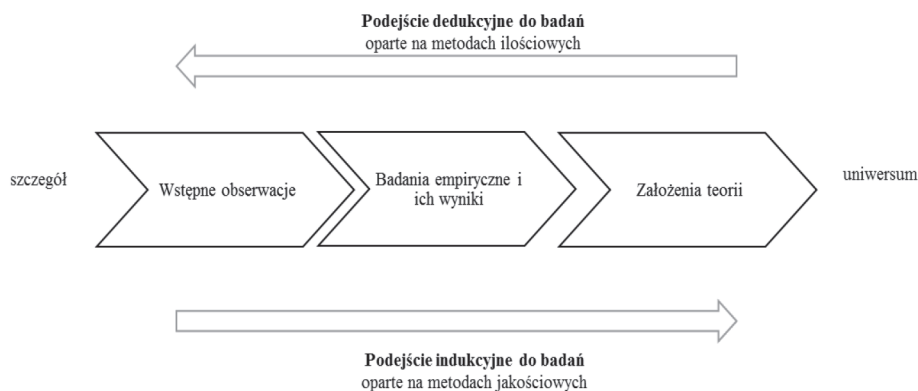 Podejście dedukcyjne do badań
oparte na metodach ilościowych
szczegół
Wstępne obserwacje
Badania empiryczne i
ich wyniki
Założenia teorii
uniwersum
Podejście indukcyjne do badań
oparte na metodach jakościowych